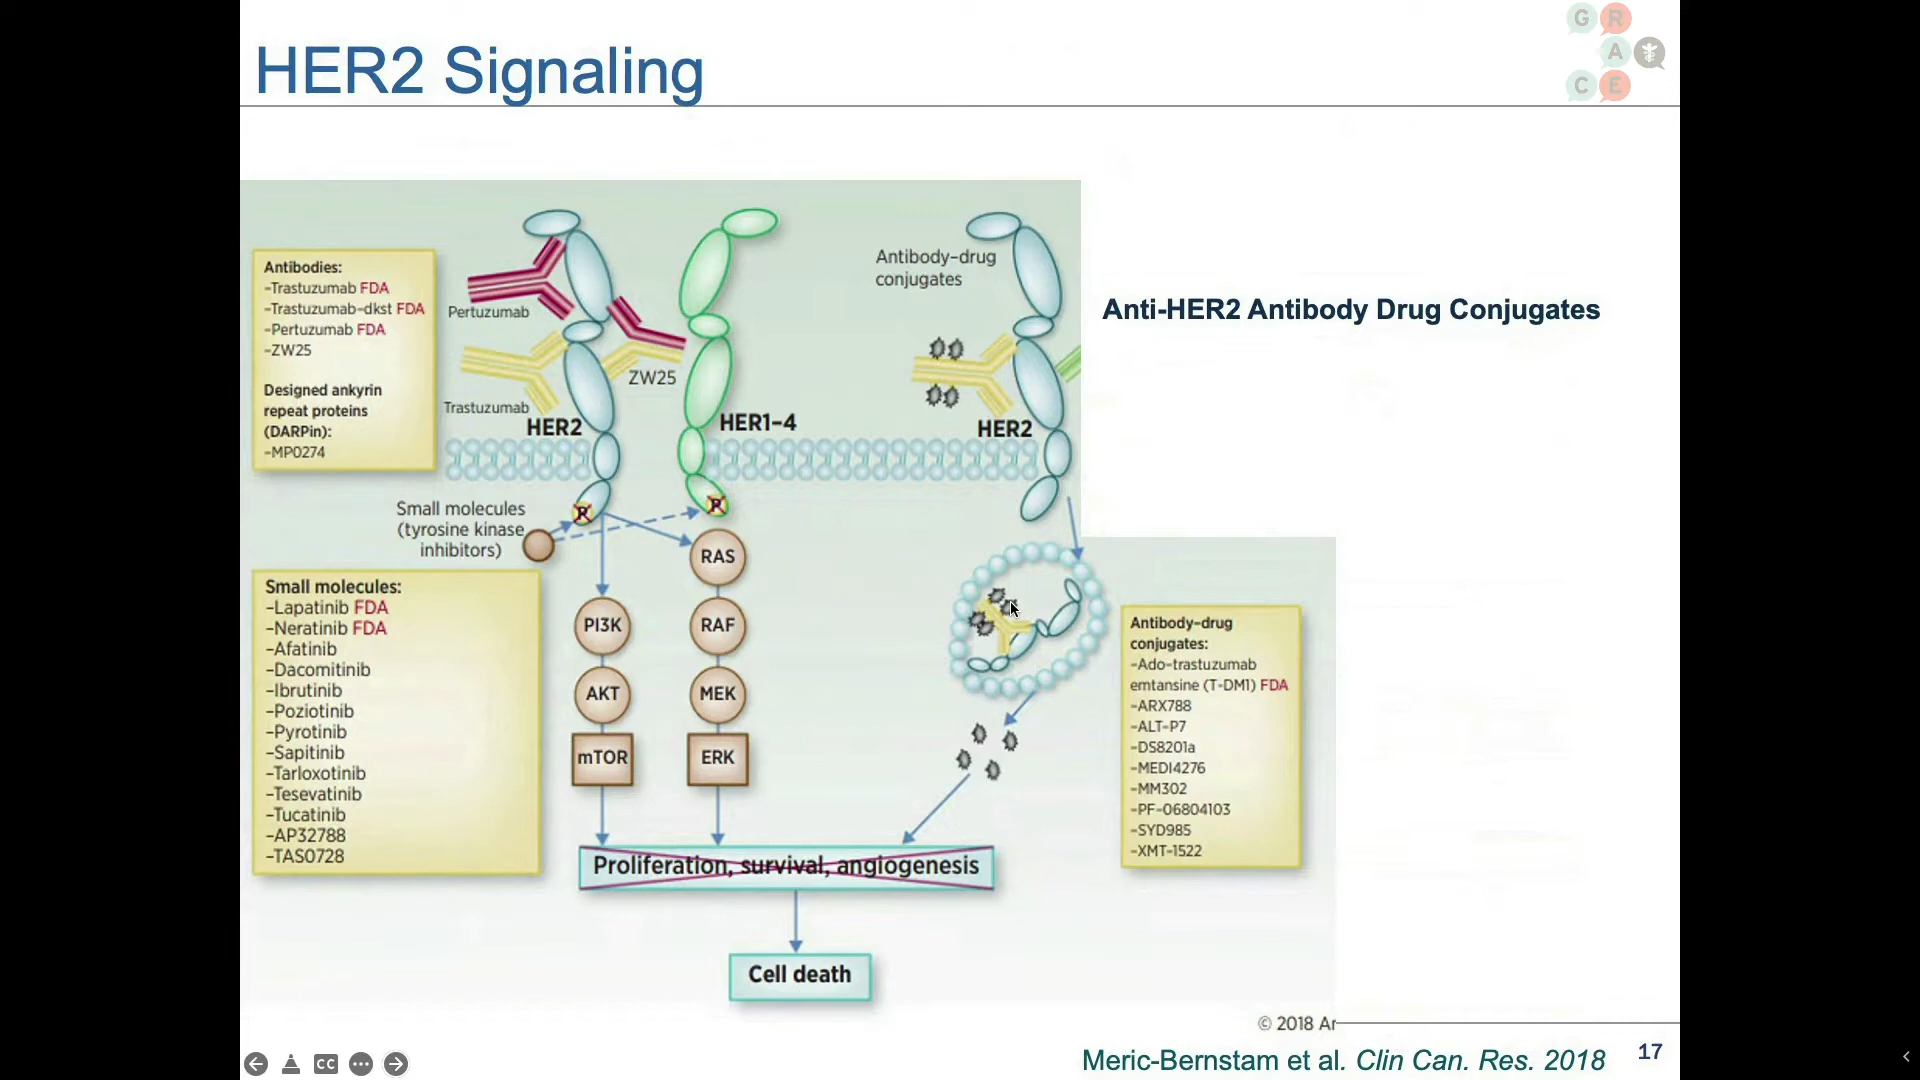 HER2 Signaling
G R
A
C E
Antibodies:
-Trastuzumab FDA
-Trastuzumab-dkst FDA
-Pertuzumab FDA
-ZW25
Designed ankyrin
repeat proteins
(DARPin):
-MP0274
Pertuzumab
Trastuzumab
HER2
ZW25
HER1-4
Antibody-drug
conjugates
HER2
Anti-HER2 Antibody Drug Conjugates
Small molecules
(tyrosine kinase
inhibitors)
P
P
Small molecules:
-Lapatinib FDA
-Neratinib FDA
-Afatinib
-Dacomitinib
-Ibrutinib
-Poziotinib
-Pyrotinib
-Sapitinib
-Tarloxotinib
-Tesevatinib
-Tucatinib
-AP32788
-TAS0728
PI3K
AKT
mTOR
RAS
RAF
MEK
ERK
Antibody-drug
conjugates:
-Ado-trastuzumab
emtansine (T-DM1) FDA
-ARX788
-ALT-P7
-DS8201a
-MEDI4276
-MM302
-PF-06804103
-SYD985
-XMT-1522
Proliferation, survival, angiogenesis
Cell death
© 2018 Ar
Meric-Bernstam et al. Clin Can. Res. 2018
17
CC